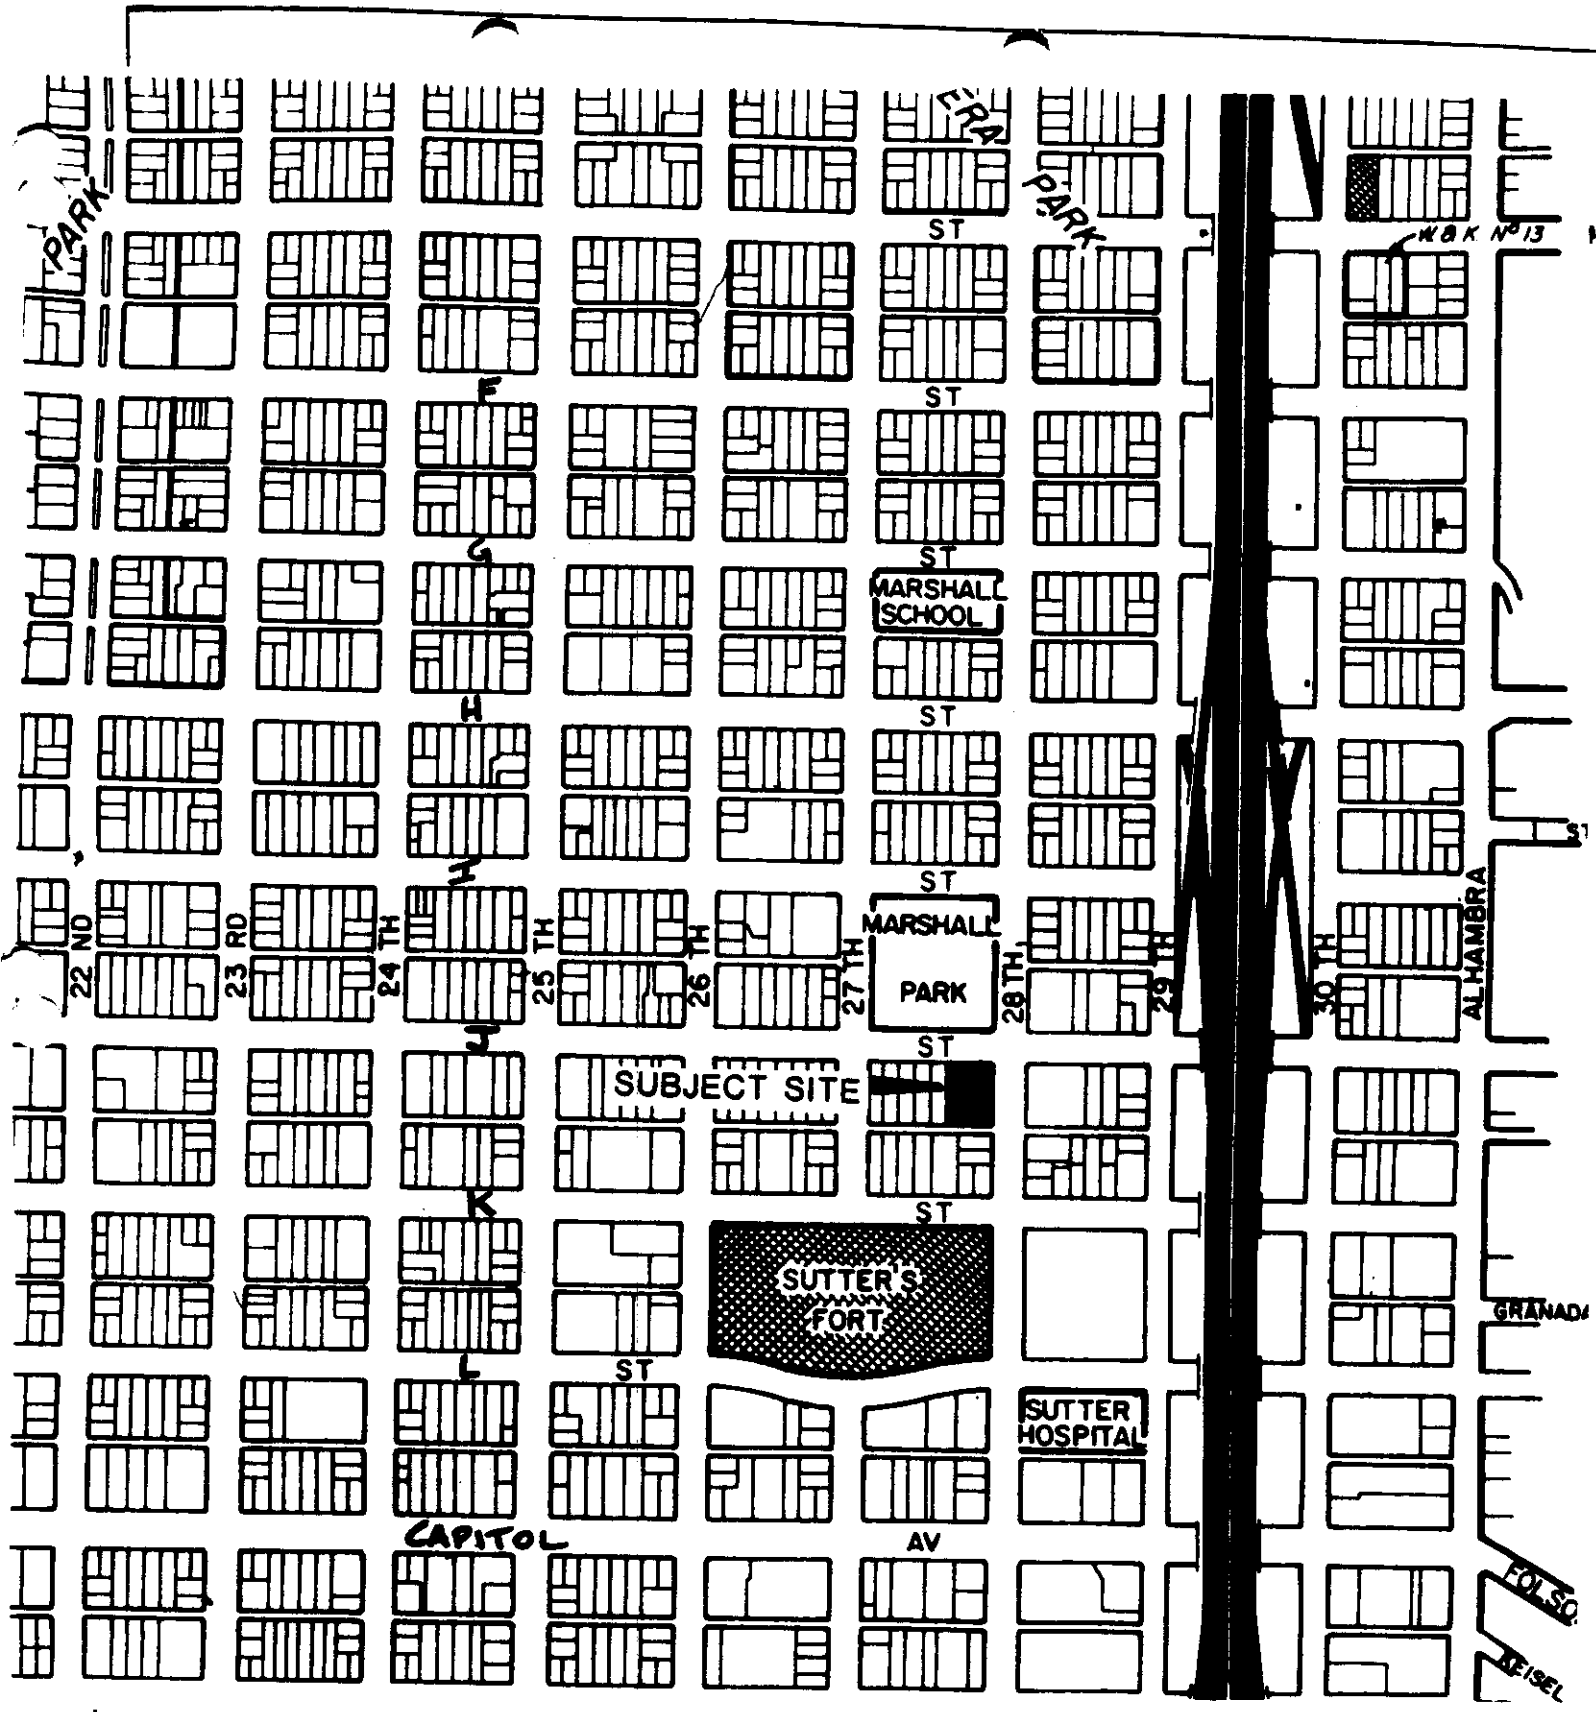 ERA
PARK
PARK
ST
W & K Nº 13
F
ST
G
ST
MARSHALL
SCHOOL
H
ST
ST
H
ST
ALHAMBRA
22 ND
23 RD
24 TH
25 TH
26 TH
27 TH
MARSHALL
PARK
28 TH
29 TH
30 TH
J
ST
SUBJECT SITE
K
ST
SUTTER'S
FORT
GRANADA
L
ST
SUTTER
HOSPITAL
CAPITOL
AV
FOLSO
KEISEL